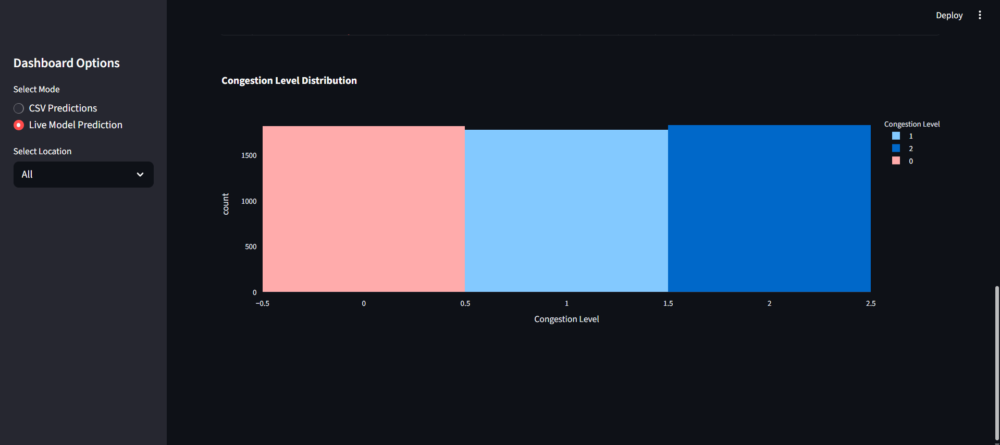 Deploy
Dashboard Options
Select Mode
CSV Predictions
Live Model Prediction
Select Location
All
Congestion Level Distribution
Congestion Level
1
2
0
count
1500
1000
500
0
−0.5
0
0.5
1
1.5
2
2.5
Congestion Level